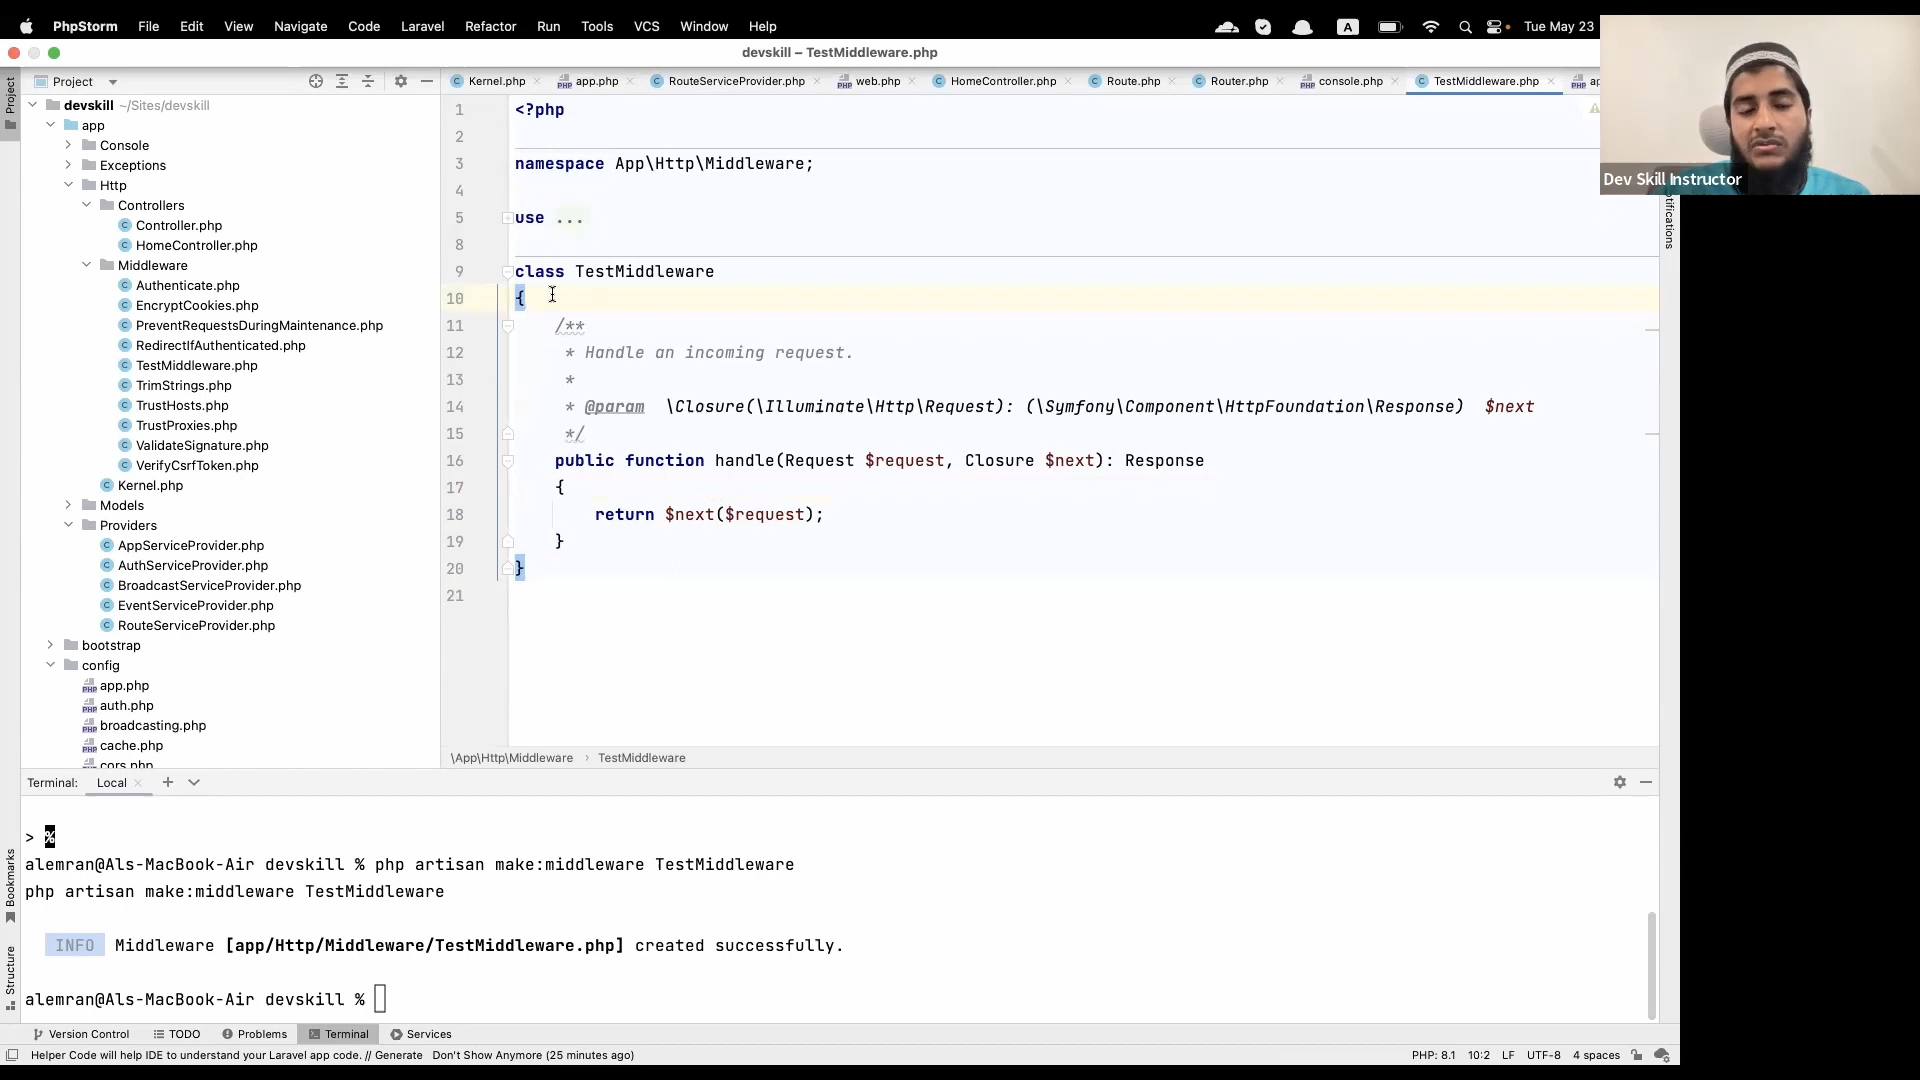 PhpStorm File Edit View Navigate Code Laravel Refactor Run Tools VCS Window Help A Tue May 23
devskill – TestMiddleware.php
Project
Kernel.php app.php RouteServiceProvider.php web.php HomeController.php Route.php Router.php console.php TestMiddleware.php
Project
devskill ~/Sites/devskill
app
Console
Exceptions
Http
Controllers
Controller.php
HomeController.php
Middleware
Authenticate.php
EncryptCookies.php
PreventRequestsDuringMaintenance.php
RedirectIfAuthenticated.php
TestMiddleware.php
TrimStrings.php
TrustHosts.php
TrustProxies.php
ValidateSignature.php
VerifyCsrfToken.php
Kernel.php
Models
Providers
AppServiceProvider.php
AuthServiceProvider.php
BroadcastServiceProvider.php
EventServiceProvider.php
RouteServiceProvider.php
bootstrap
config
app.php
auth.php
broadcasting.php
cache.php
cors.php
1 <?php
2
3 namespace App\Http\Middleware;
4
5 use ...
8
9 class TestMiddleware
10 {
11 /**
12 * Handle an incoming request.
13 *
14 * @param \Closure(\Illuminate\Http\Request): (\Symfony\Component\HttpFoundation\Response) $next
15 */
16 public function handle(Request $request, Closure $next): Response
17 {
18 return $next($request);
19 }
20 }
21
Dev Skill Instructor
\App\Http\Middleware › TestMiddleware
Terminal: Local
> %
alemran@Als-MacBook-Air devskill % php artisan make:middleware TestMiddleware
php artisan make:middleware TestMiddleware
INFO Middleware [app/Http/Middleware/TestMiddleware.php] created successfully.
alemran@Als-MacBook-Air devskill %
Bookmarks
Structure
Version Control TODO Problems Terminal Services
Helper Code will help IDE to understand your Laravel app code. // Generate Don't Show Anymore (25 minutes ago) PHP: 8.1 10:2 LF UTF-8 4 spaces